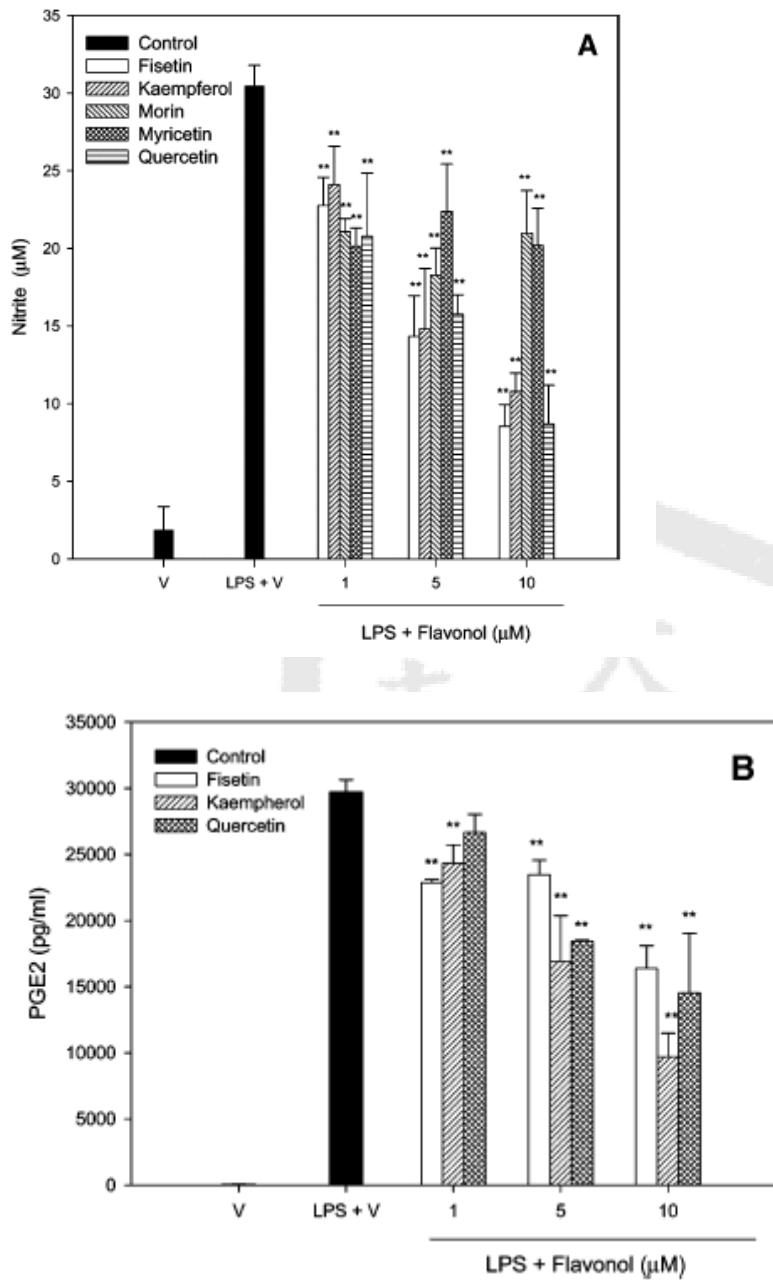 A
Control
Fisetin
Kaempferol
Morin
Myricetin
Quercetin
Nitrite (μM)
35
30
25
20
15
10
5
0
** ** ** ** **
** ** ** ** **
** ** ** ** **
V LPS + V 1 5 10
LPS + Flavonol (μM)
B
Control
Fisetin
Kaempherol
Quercetin
PGE2 (pg/ml)
35000
30000
25000
20000
15000
10000
5000
0
** **
** ** **
** ** **
V LPS + V 1 5 10
LPS + Flavonol (μM)